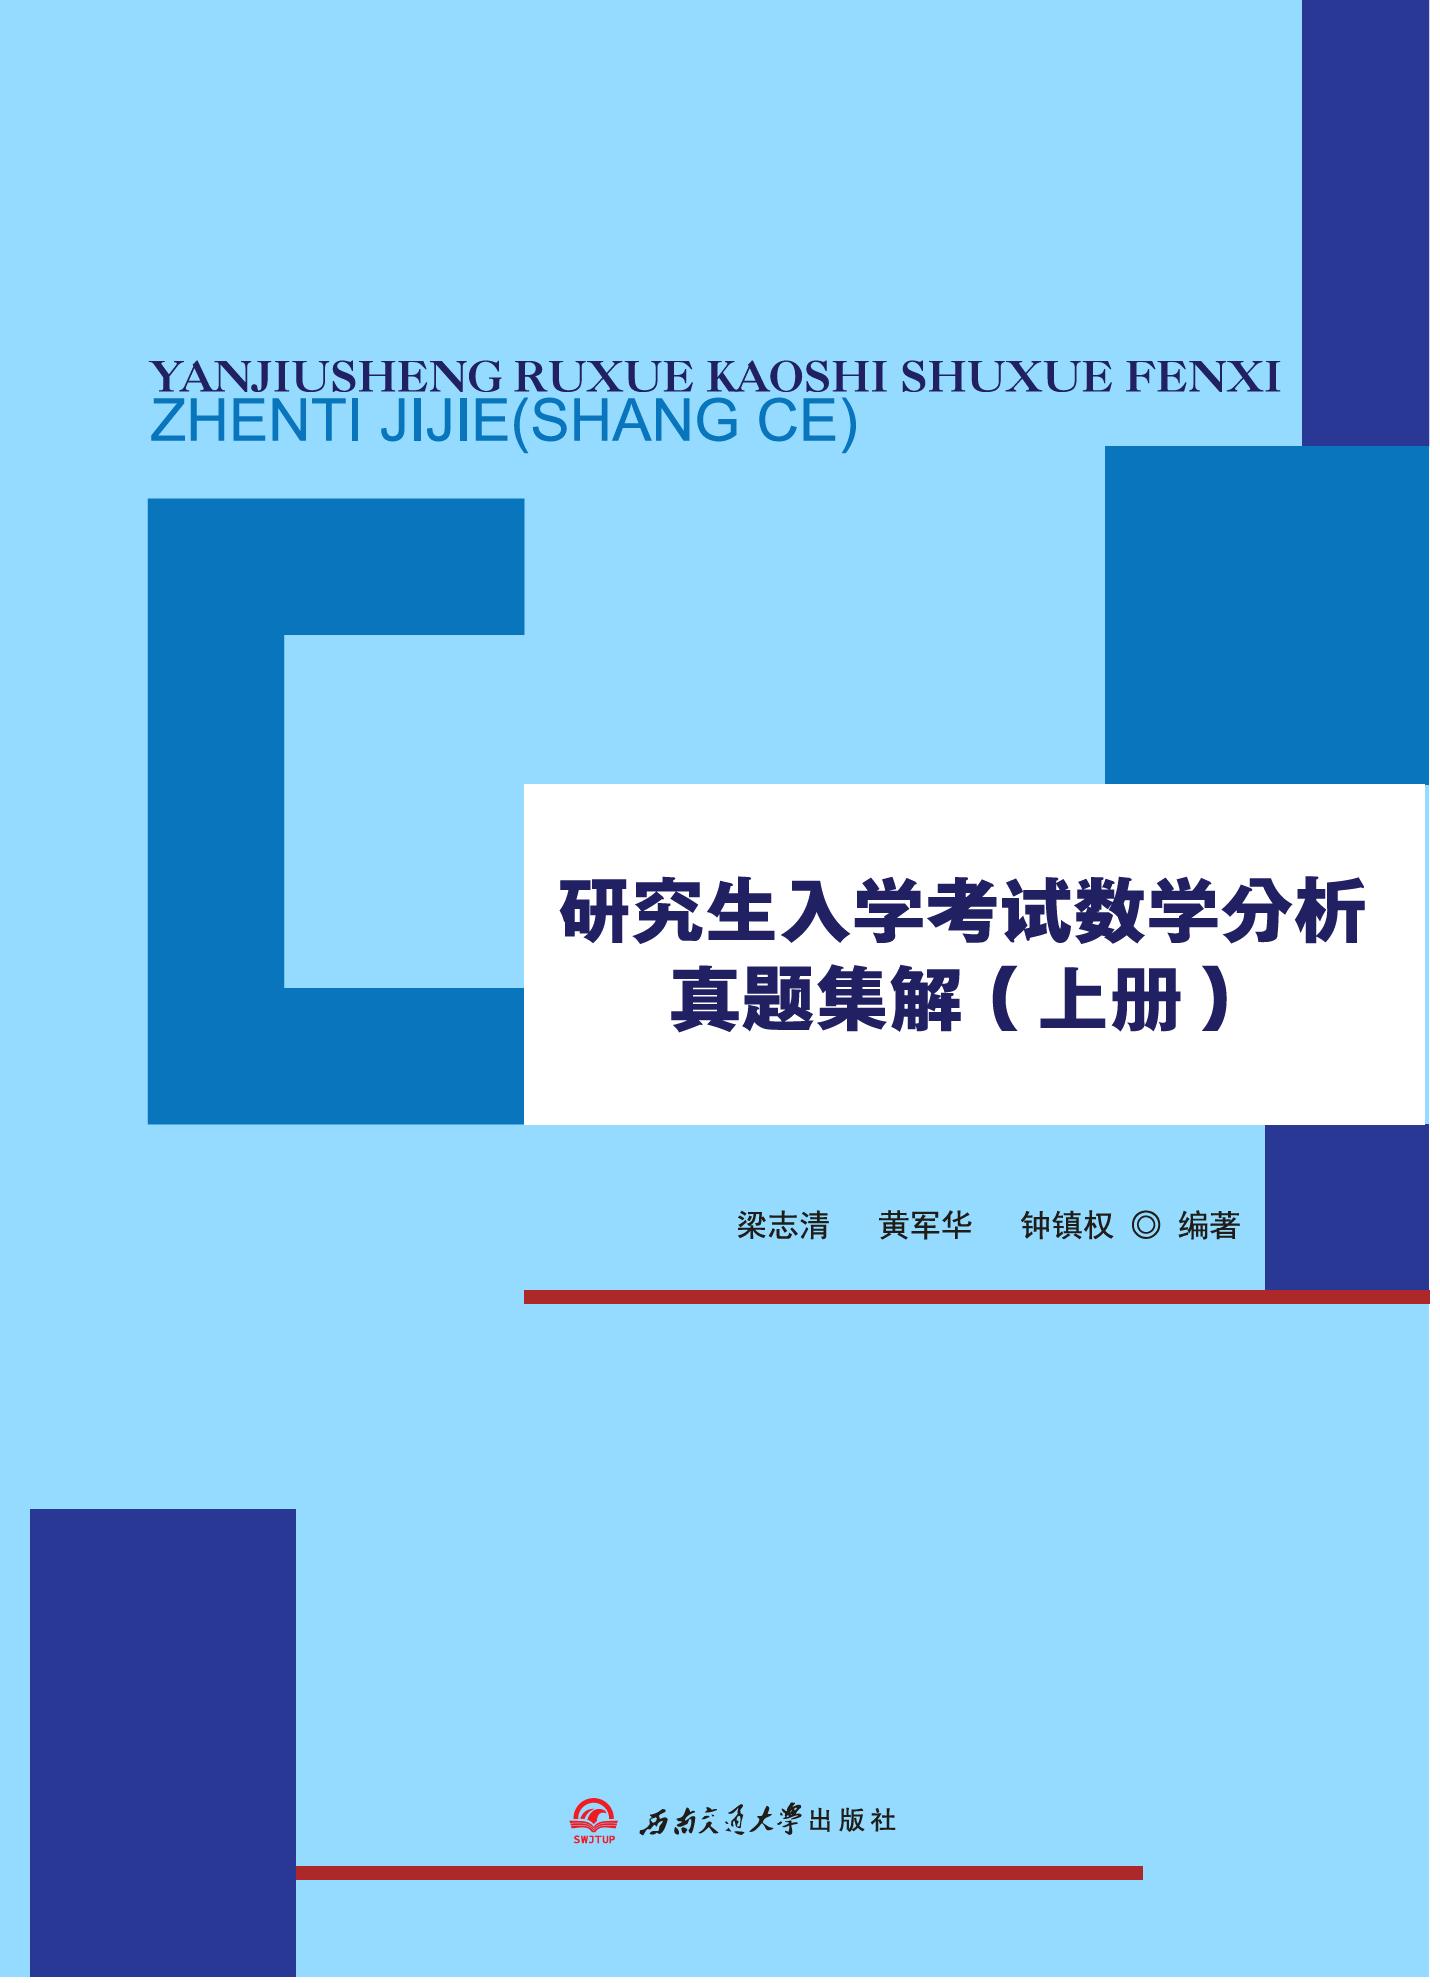 YANJIUSHENG RUXUE KAOSHI SHUXUE FENXI
ZHENTI JIJIE(SHANG CE)
研究生入学考试数学分析
真题集解（上册）
梁志清 黄军华 钟镇权 ◎ 编著
SWJTUP
西南交通大学出版社